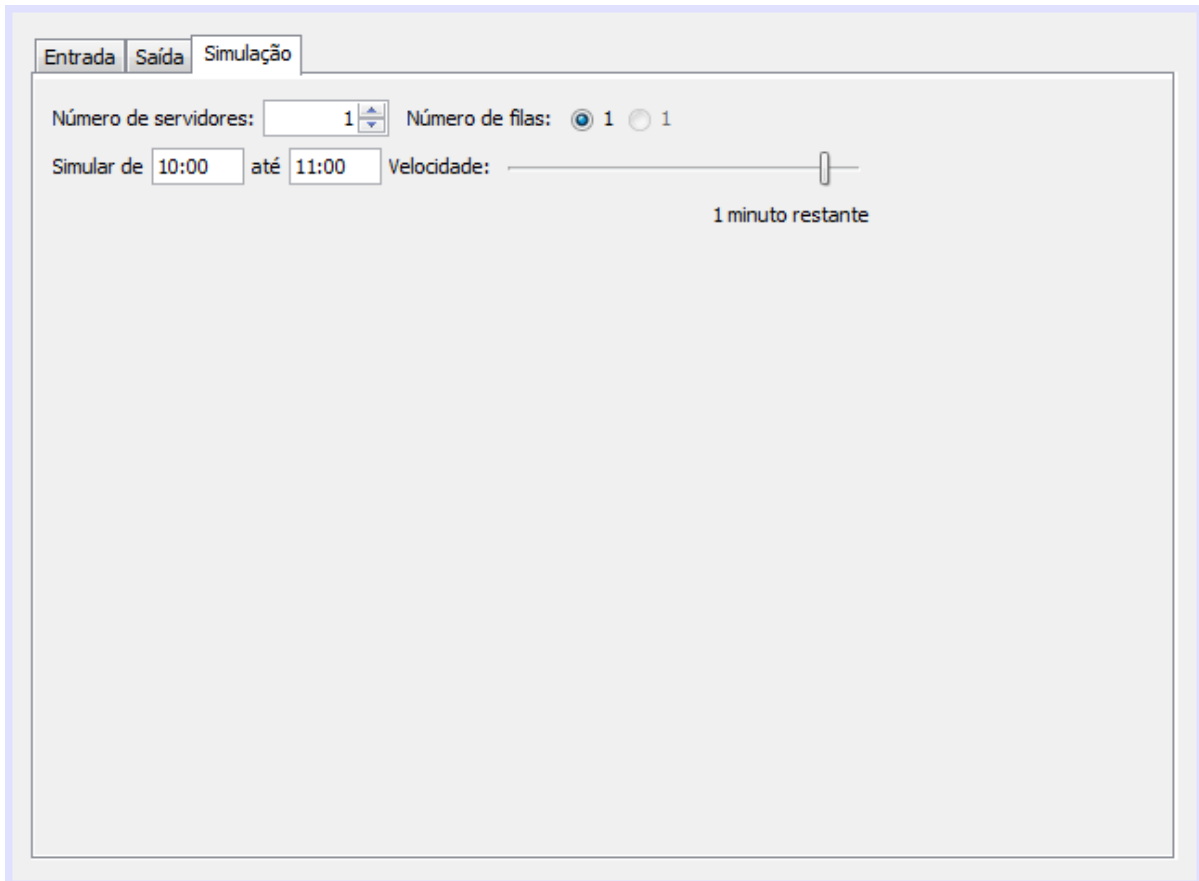 Entrada Saída Simulação
Número de servidores: 1 Número de filas: 1 1
Simular de 10:00 até 11:00 Velocidade:
1 minuto restante